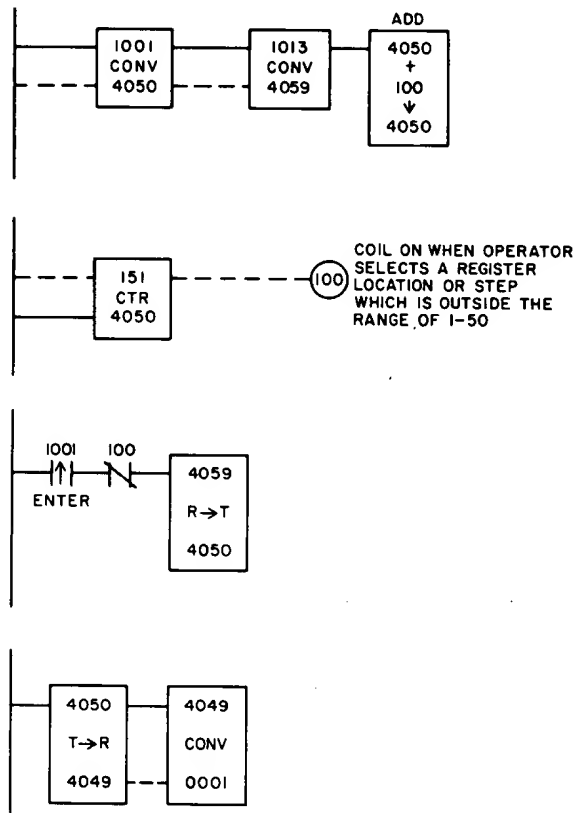 ADD
1001
CONV
4050
1013
CONV
4059
4050
+
100
↓
4050
151
CTR
4050
100
COIL ON WHEN OPERATOR
SELECTS A REGISTER
LOCATION OR STEP
WHICH IS OUTSIDE THE
RANGE OF 1-50
1001
ENTER
100
4059
R→T
4050
4050
T→R
4049
4049
CONV
0001